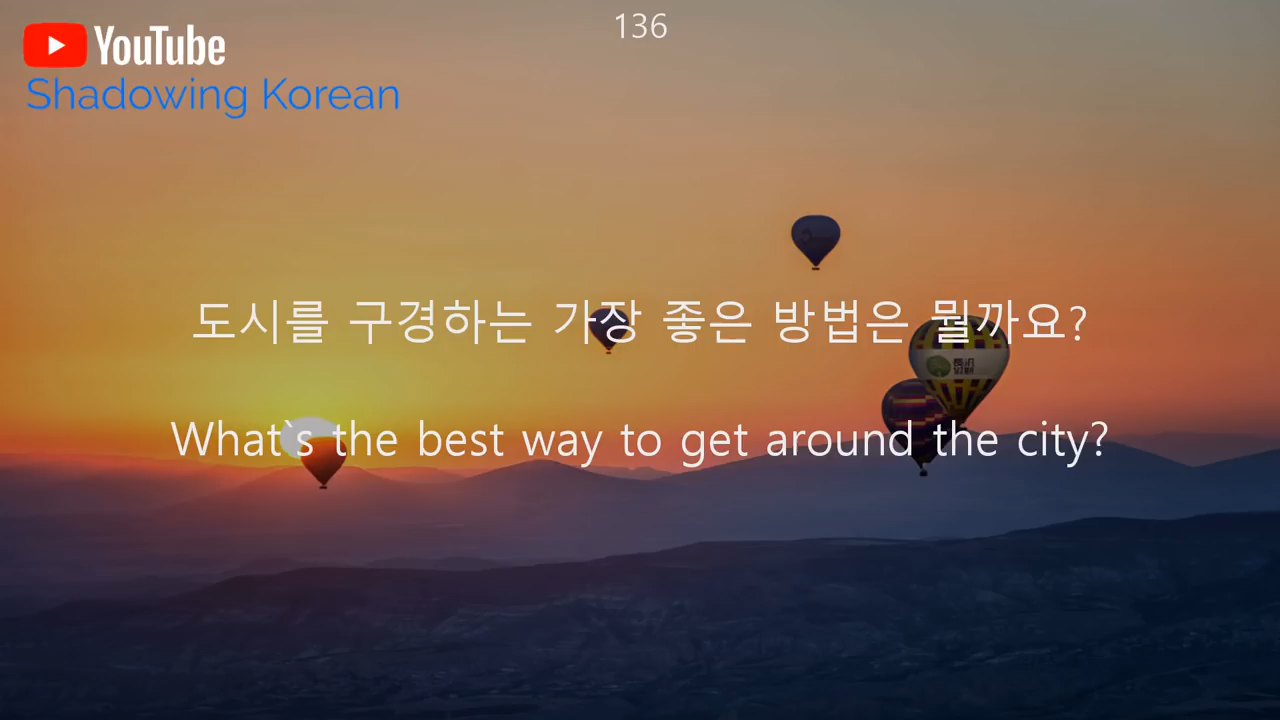 136
YouTube
Shadowing Korean
도시를 구경하는 가장 좋은 방법은 뭘까요?
What`s the best way to get around the city?